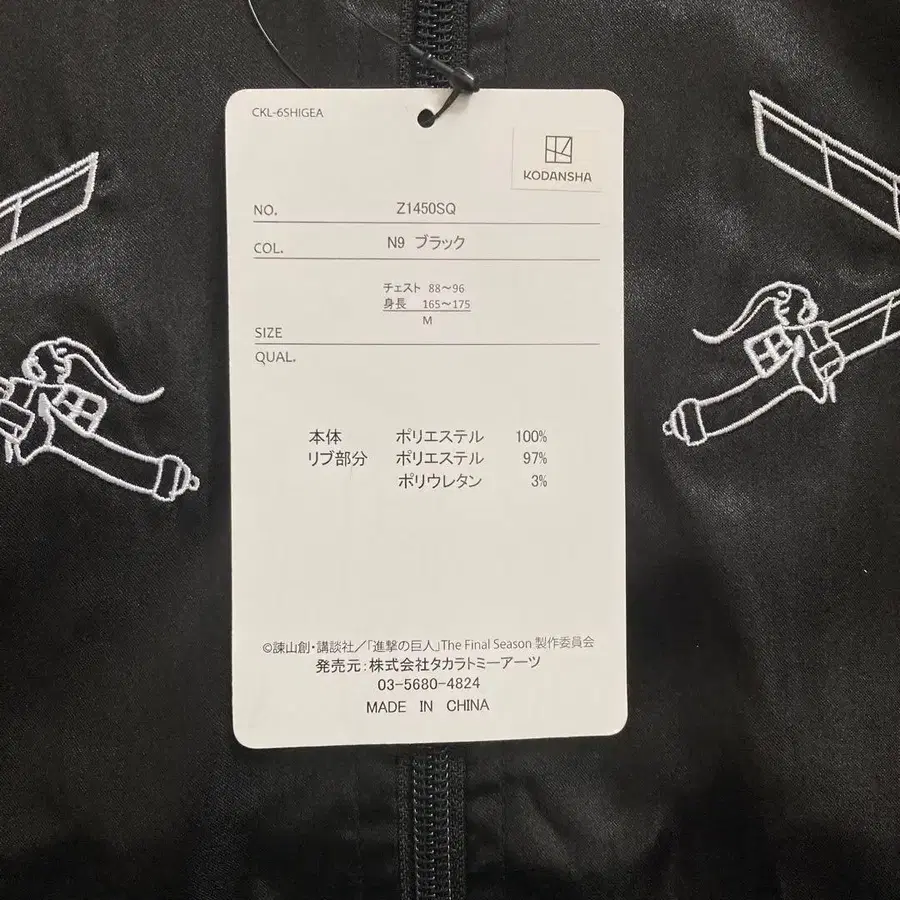 CKL-6SHIGEA
KODANSHA
NO. Z1450SQ
COL. N9 ブラック
チェスト 88～96
身長 165～175
M
SIZE
QUAL.
本体 ポリエステル 100%
リブ部分 ポリエステル 97%
ポリウレタン 3%
©諫山創・講談社／「進撃の巨人」The Final Season 製作委員会
発売元：株式会社タカラトミーアーツ
03-5680-4824
MADE IN CHINA